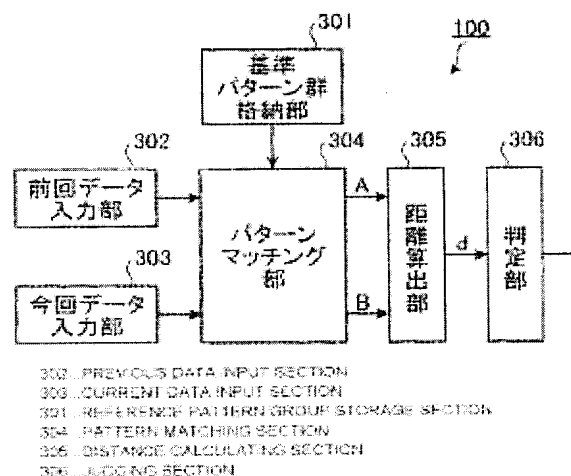 301
100
基準
パターン群
格納部
302
304
305
306
前回データ
入力部
A
パターン
マッチング
部
距離算出部
d
判定部
303
今回データ
入力部
B
302...PREVIOUS DATA INPUT SECTION
303...CURRENT DATA INPUT SECTION
301...REFERENCE PATTERN GROUP STORAGE SECTION
304...PATTERN MATCHING SECTION
305...DISTANCE CALCULATING SECTION
306...JUDGING SECTION